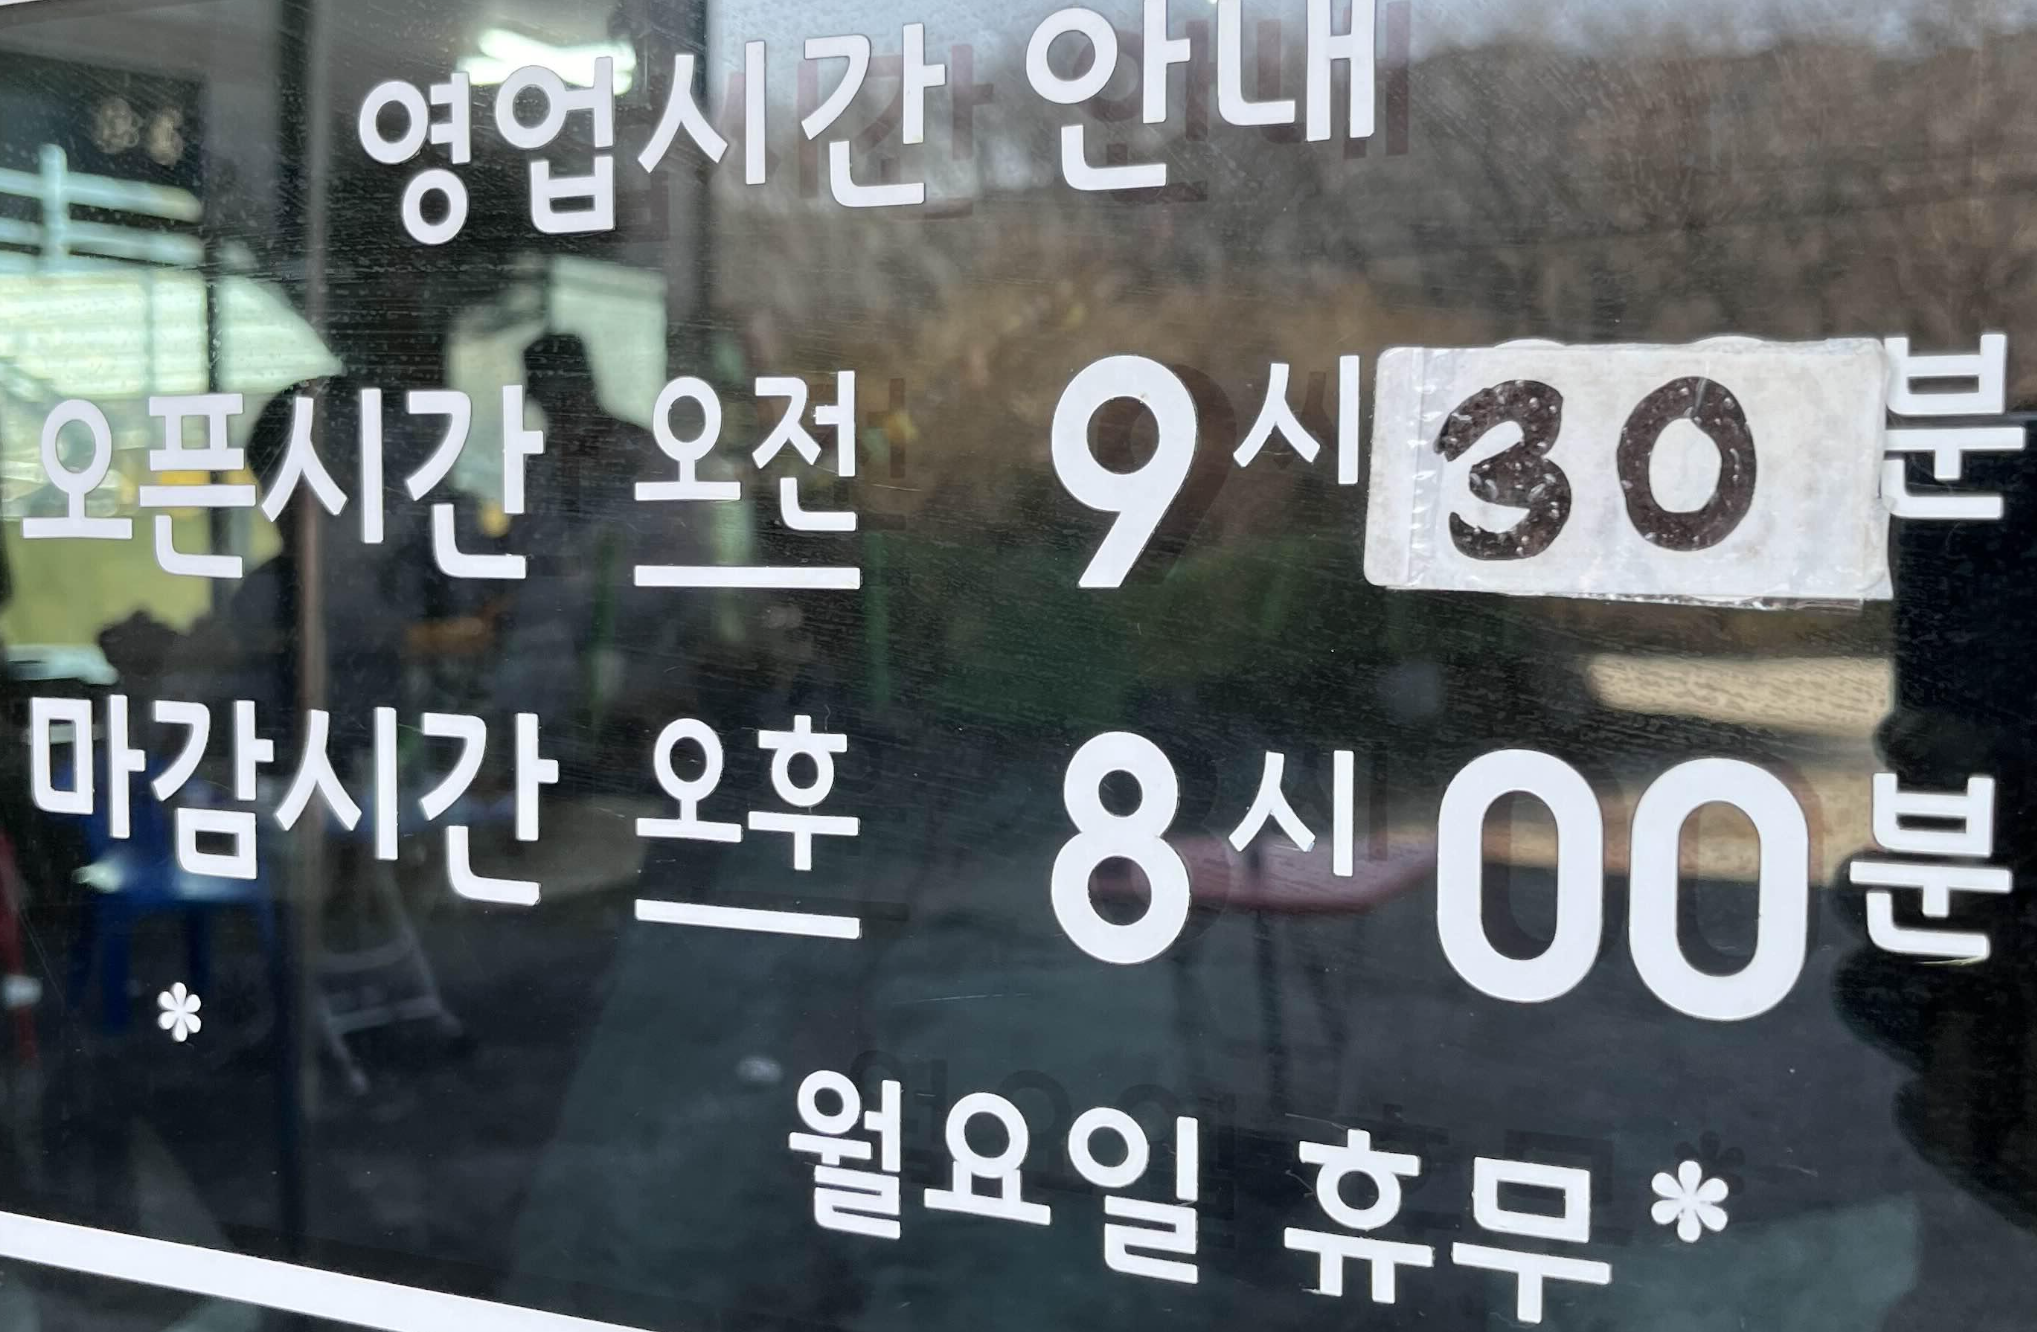 영업시간 안내
오픈시간 오전 9시 30분
마감시간 오후 8시 00분
*
월요일 휴무*